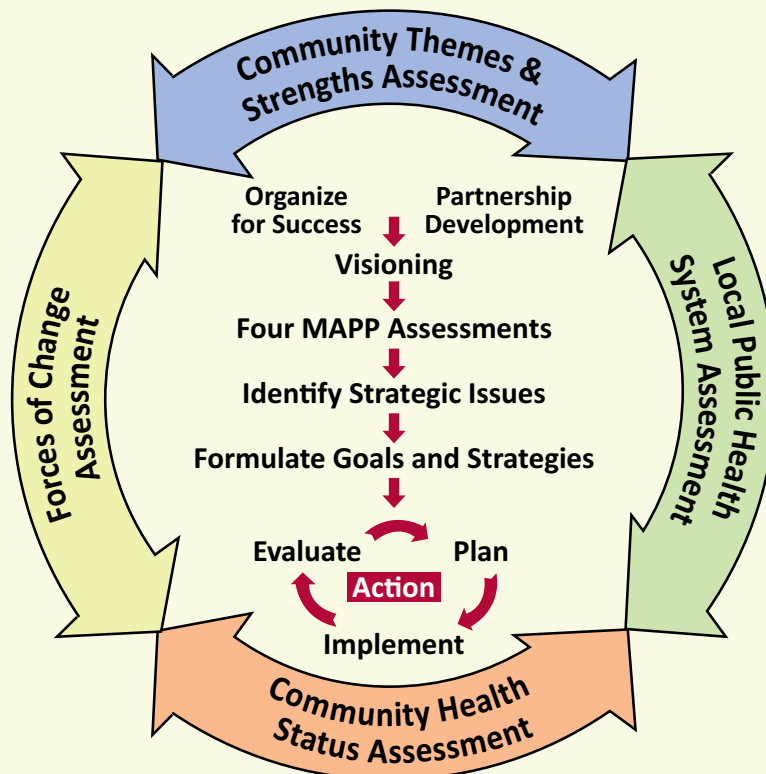 Community Themes &
Strengths Assessment
Organize
for Success
Partnership
Development
Visioning
Four MAPP Assessments
Identify Strategic Issues
Formulate Goals and Strategies
Evaluate
Plan
Action
Implement
Forces of Change
Assessment
Local Public Health
System Assessment
Community Health
Status Assessment